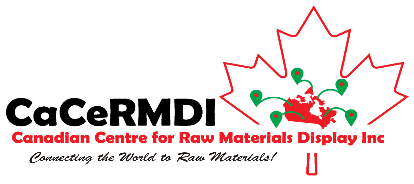 CaCeRMDI
Canadian Centre for Raw Materials Display Inc
Connecting the World to Raw Materials!